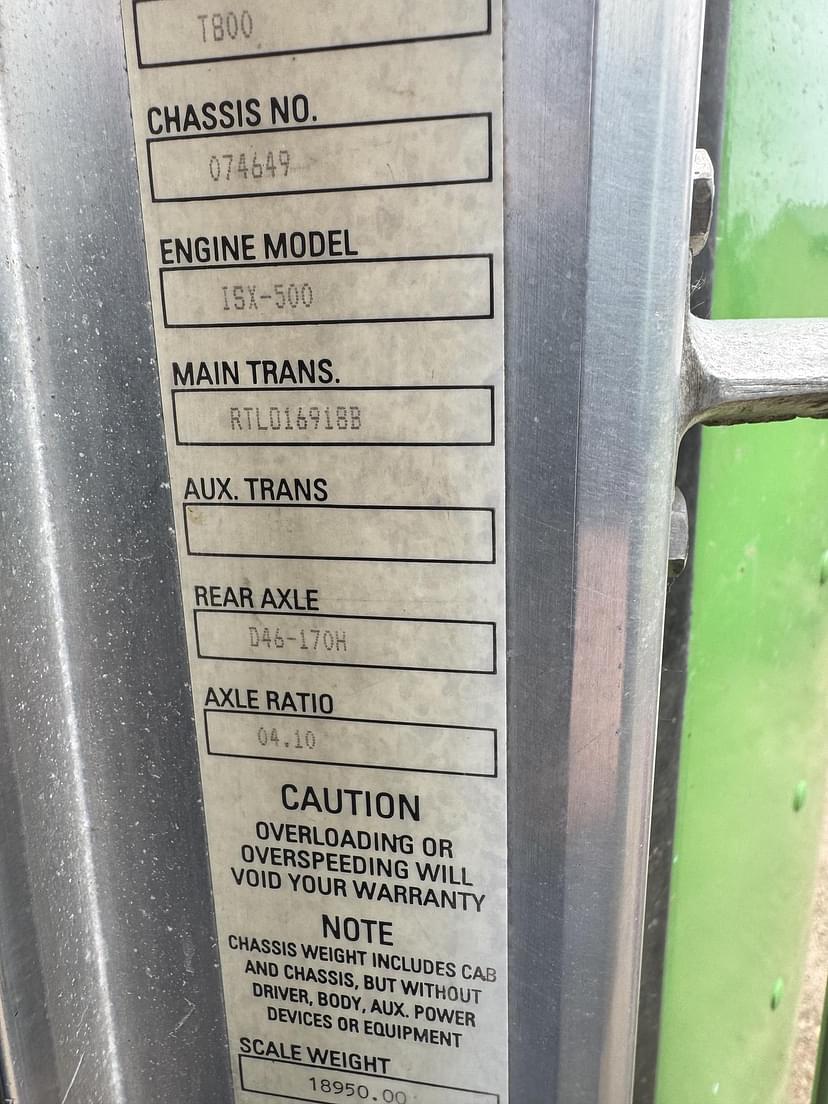 T800
CHASSIS NO.
074649
ENGINE MODEL
ISX-500
MAIN TRANS.
RTLO16918B
AUX. TRANS
REAR AXLE
D46-170H
AXLE RATIO
04.10
CAUTION
OVERLOADING OR
OVERSPEEDING WILL
VOID YOUR WARRANTY
NOTE
CHASSIS WEIGHT INCLUDES CAB
AND CHASSIS, BUT WITHOUT
DRIVER, BODY, AUX. POWER
DEVICES OR EQUIPMENT
SCALE WEIGHT
18950.00